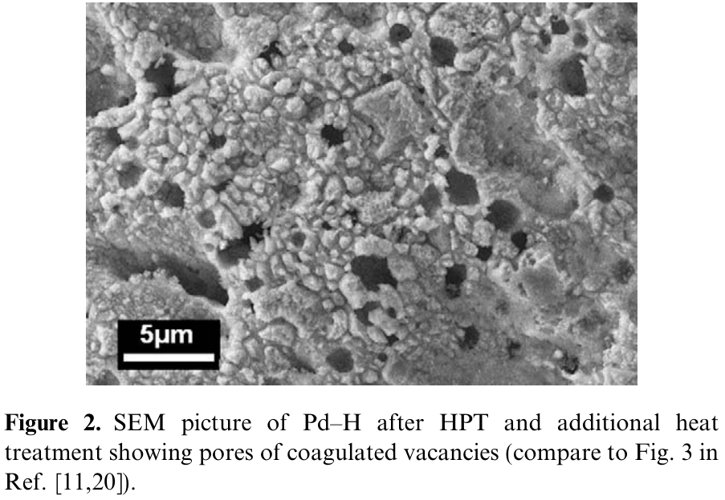 5µm
Figure 2. SEM picture of Pd–H after HPT and additional heat
treatment showing pores of coagulated vacancies (compare to Fig. 3 in
Ref. [11,20]).